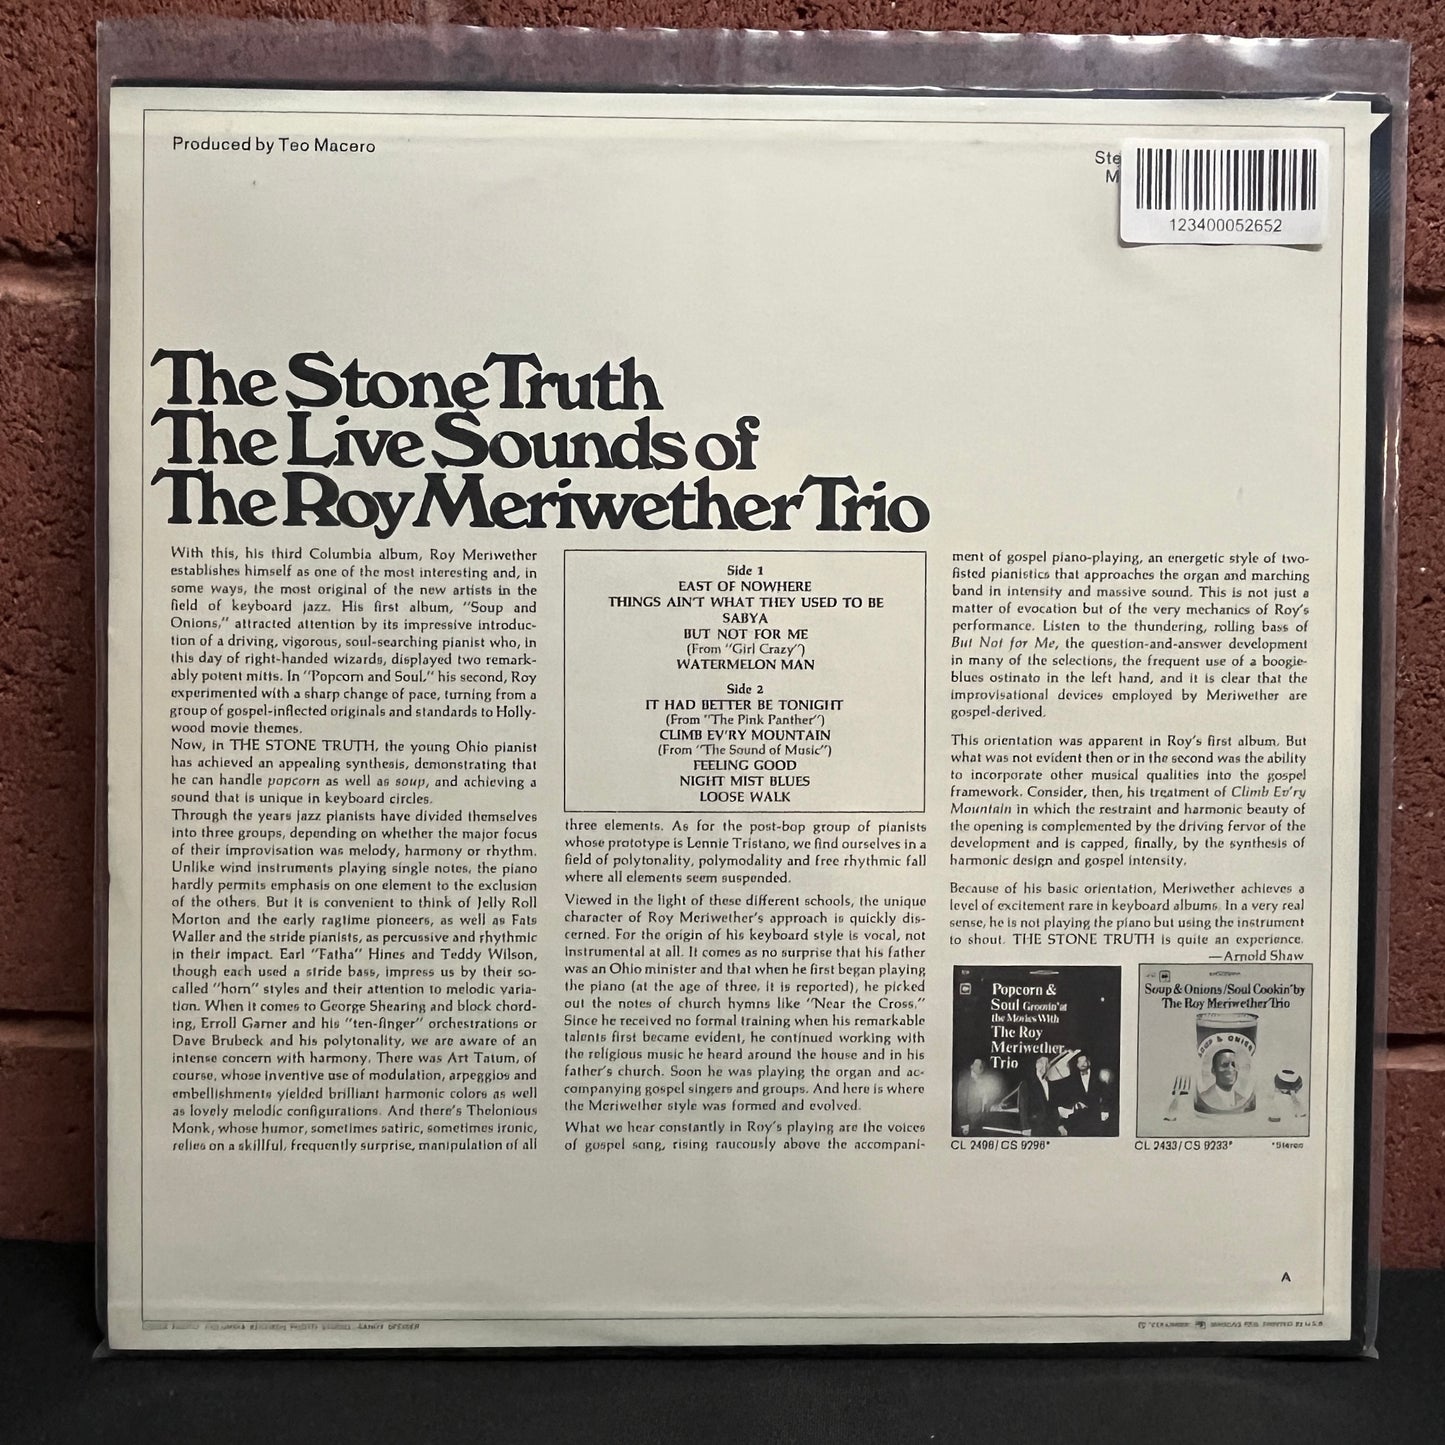 Produced by Teo Macero
123400052652
The Stone Truth
The Live Sounds of
The Roy Meriwether Trio
With this, his third Columbia album, Roy Meriwether
establishes himself as one of the most interesting and, in
some ways, the most original of the new artists in the
field of keyboard jazz. His first album, "Soup and
Onions," attracted attention by its impressive introduc-
tion of a driving, vigorous, soul-searching pianist who, in
this day of right-handed wizards, displayed two remark-
ably potent mitts. In "Popcorn and Soul," his second, Roy
experimented with a sharp change of pace, turning from a
group of gospel-inflected originals and standards to Holly-
wood movie themes.
Now, in THE STONE TRUTH, the young Ohio pianist
has achieved an appealing synthesis, demonstrating that
he can handle popcorn as well as soup, and achieving a
sound that is unique in keyboard circles.
Through the years jazz pianists have divided themselves
into three groups, depending on whether the major focus
of their improvisation was melody, harmony or rhythm.
Unlike wind instruments playing single notes, the piano
hardly permits emphasis on one element to the exclusion
of the others. But it is convenient to think of Jelly Roll
Morton and the early ragtime pioneers, as well as Fats
Waller and the stride pianists, as percussive and rhythmic
in their impact. Earl "Fatha" Hines and Teddy Wilson,
though each used a stride bass, impress us by their so-
called "horn" styles and their attention to melodic varia-
tion. When it comes to George Shearing and block chord-
ing, Erroll Garner and his "ten-finger" orchestrations or
Dave Brubeck and his polytonality, we are aware of an
intense concern with harmony. There was Art Tatum, of
course, whose inventive use of modulation, arpeggios and
embellishments yielded brilliant harmonic colors as well
as lovely melodic configurations. And there's Thelonious
Monk, whose humor, sometimes satiric, sometimes ironic,
relies on a skillful, frequently surprise, manipulation of all
Side 1
EAST OF NOWHERE
THINGS AIN'T WHAT THEY USED TO BE
SABYA
BUT NOT FOR ME
(From "Girl Crazy")
WATERMELON MAN
Side 2
IT HAD BETTER BE TONIGHT
(From "The Pink Panther")
CLIMB EV'RY MOUNTAIN
(From "The Sound of Music")
FEELING GOOD
NIGHT MIST BLUES
LOOSE WALK
three elements. As for the post-bop group of pianists
whose prototype is Lennie Tristano, we find ourselves in a
field of polytonality, polymodality and free rhythmic fall
where all elements seem suspended.
Viewed in the light of these different schools, the unique
character of Roy Meriwether's approach is quickly dis-
cerned. For the origin of his keyboard style is vocal, not
instrumental at all. It comes as no surprise that his father
was an Ohio minister and that when he first began playing
the piano (at the age of three, it is reported), he picked
out the notes of church hymns like "Near the Cross."
Since he received no formal training when his remarkable
talents first became evident, he continued working with
the religious music he heard around the house and in his
father's church. Soon he was playing the organ and ac-
companying gospel singers and groups. And here is where
the Meriwether style was formed and evolved.
What we hear constantly in Roy's playing are the voices
of gospel song, rising raucously above the accompani-
ment of gospel piano-playing, an energetic style of two-
fisted pianistics that approaches the organ and marching
band in intensity and massive sound. This is not just a
matter of evocation but of the very mechanics of Roy's
performance. Listen to the thundering, rolling bass of
But Not for Me, the question-and-answer development
in many of the selections, the frequent use of a boogie-
blues ostinato in the left hand, and it is clear that the
improvisational devices employed by Meriwether are
gospel-derived.
This orientation was apparent in Roy's first album. But
what was not evident then or in the second was the ability
to incorporate other musical qualities into the gospel
framework. Consider, then, his treatment of Climb Ev'ry
Mountain in which the restraint and harmonic beauty of
the opening is complemented by the driving fervor of the
development and is capped, finally, by the synthesis of
harmonic design and gospel intensity.
Because of his basic orientation, Meriwether achieves a
level of excitement rare in keyboard albums. In a very real
sense, he is not playing the piano but using the instrument
to shout. THE STONE TRUTH is quite an experience.
—Arnold Shaw
Popcorn &
Soul Groovin' at
the Movies With
The Roy
Meriwether
Trio
CL 2498/CS 9298*
Soup & Onions/Soul Cookin' by
The Roy Meriwether Trio
SOUP & ONIONS
CL 2433/CS 9233*
*Stereo
A